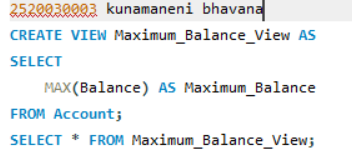 2520030003 kunamaneni bhavana
CREATE VIEW Maximum_Balance_View AS
SELECT
MAX(Balance) AS Maximum_Balance
FROM Account;
SELECT * FROM Maximum_Balance_View;